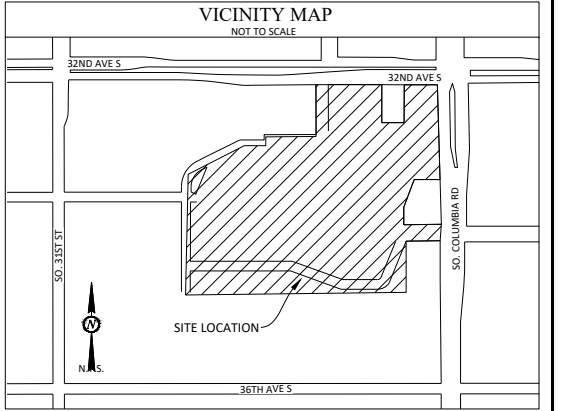 VICINITY MAP
NOT TO SCALE
32ND AVE S
32ND AVE S
SO. 31ST ST
SO. COLUMBIA RD
SITE LOCATION
N
N.T.S.
36TH AVE S